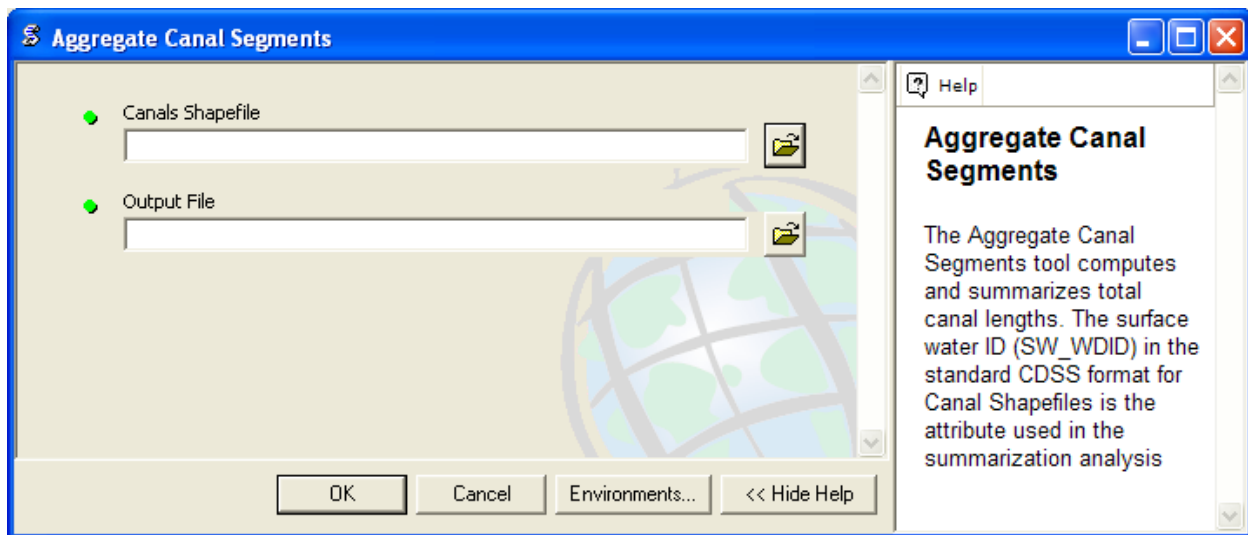 Aggregate Canal Segments
Canals Shapefile
Output File
OK
Cancel
Environments...
<< Hide Help
Help
Aggregate Canal
Segments
The Aggregate Canal
Segments tool computes
and summarizes total
canal lengths. The surface
water ID (SW_WDID) in the
standard CDSS format for
Canal Shapefiles is the
attribute used in the
summarization analysis